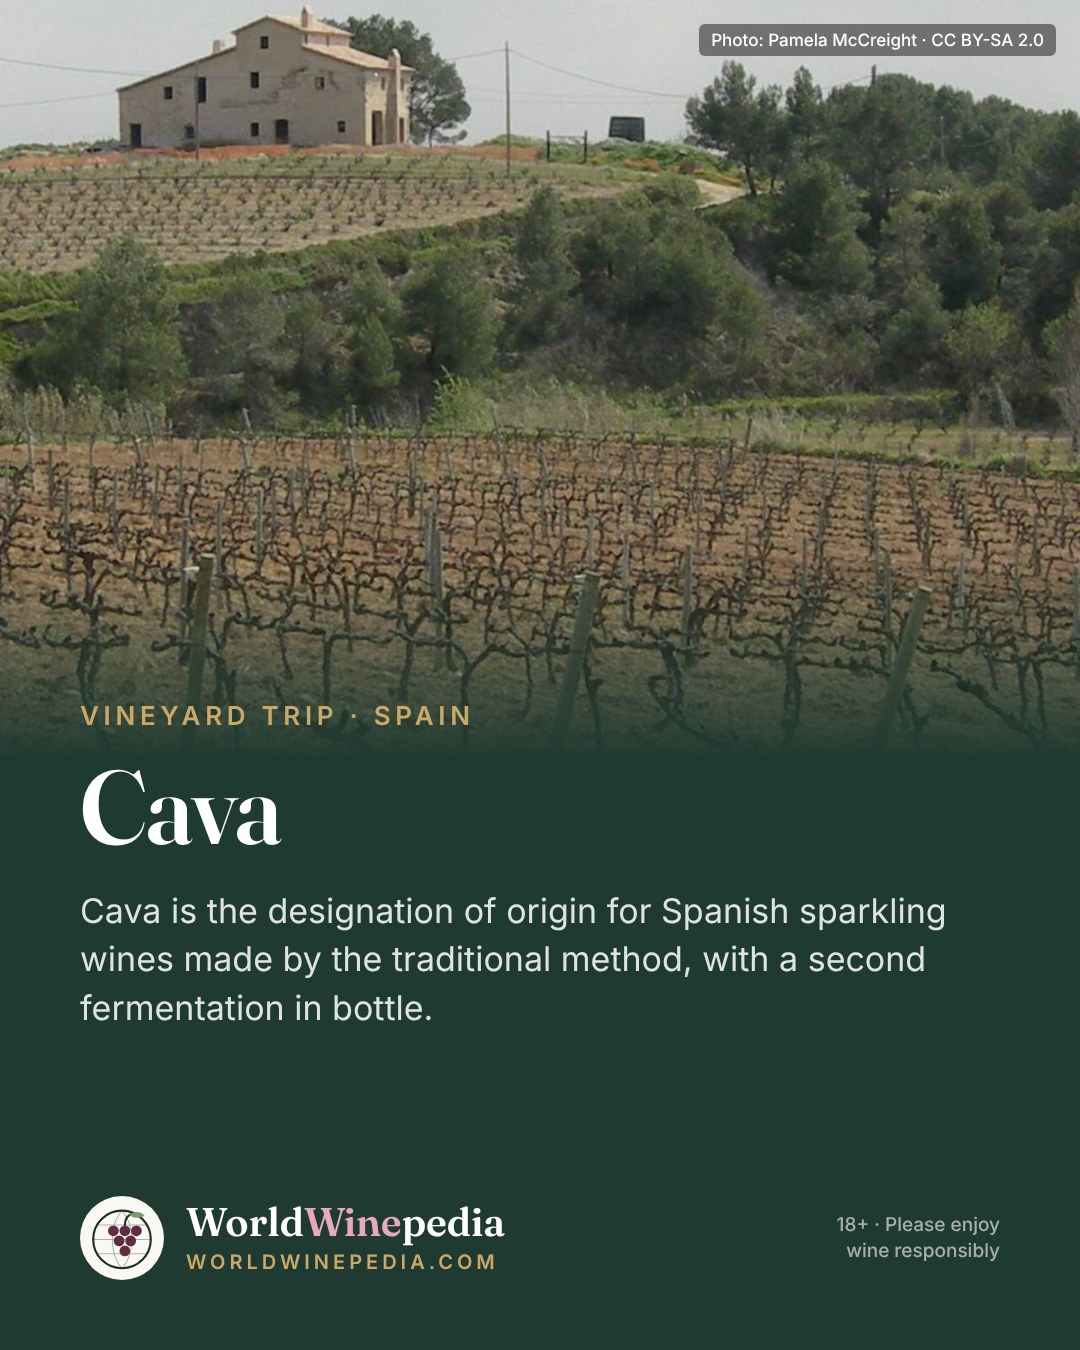 Photo: Pamela McCreight · CC BY-SA 2.0
VINEYARD TRIP · SPAIN
Cava
Cava is the designation of origin for Spanish sparkling
wines made by the traditional method, with a second
fermentation in bottle.
WorldWinepedia
WORLDWINEPEDIA.COM
18+ · Please enjoy
wine responsibly